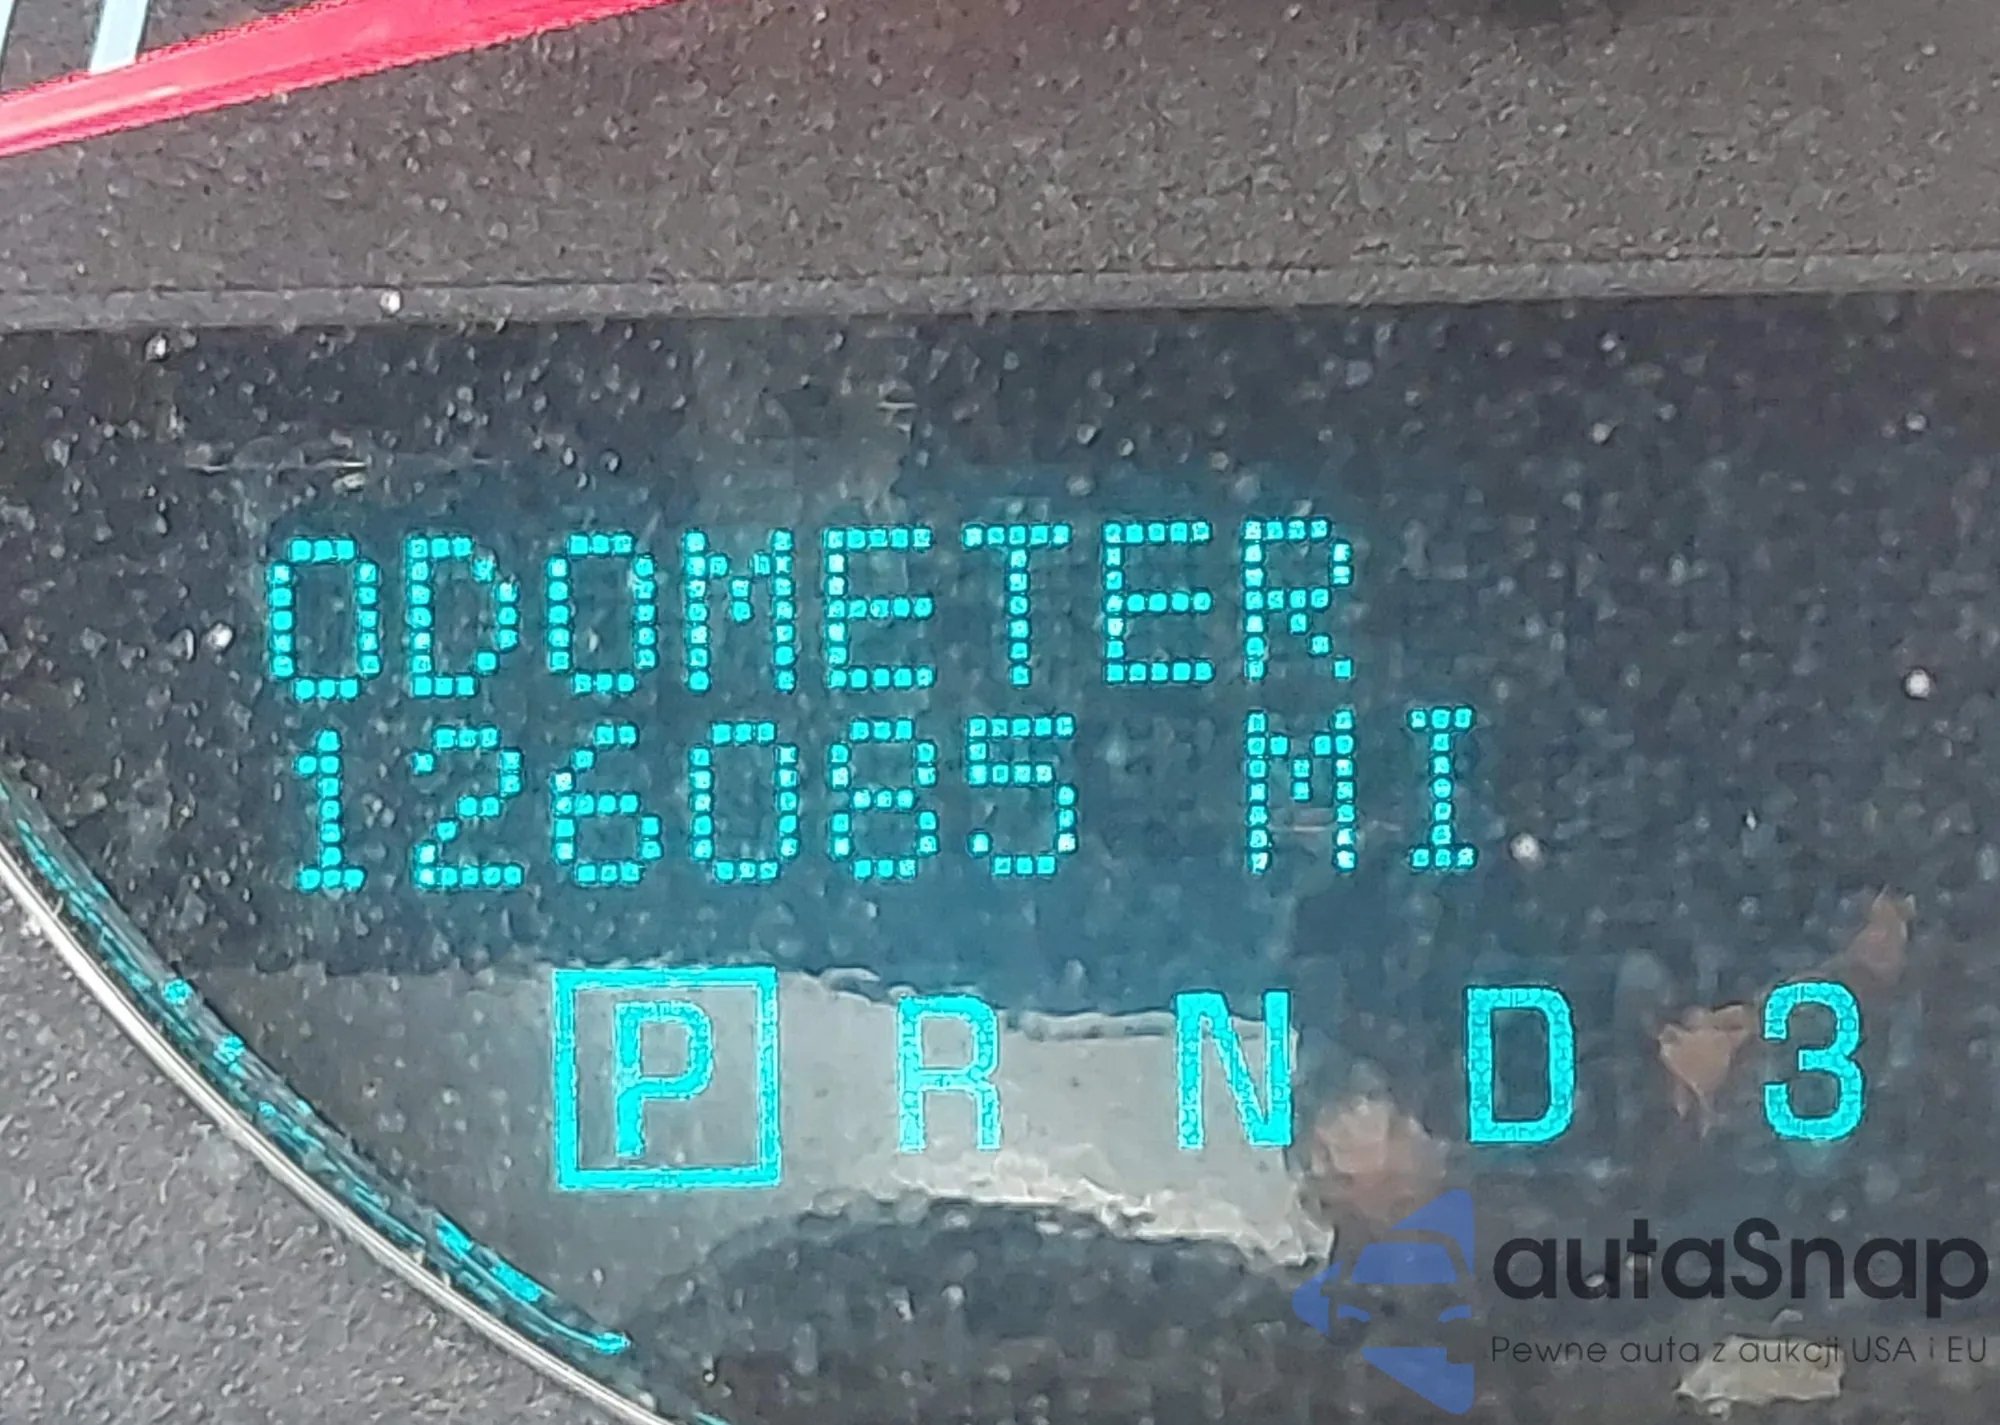 ODOMETER
126085 MI
P R N D 3
autaSnap
Pewne auta z aukcji USA i EU